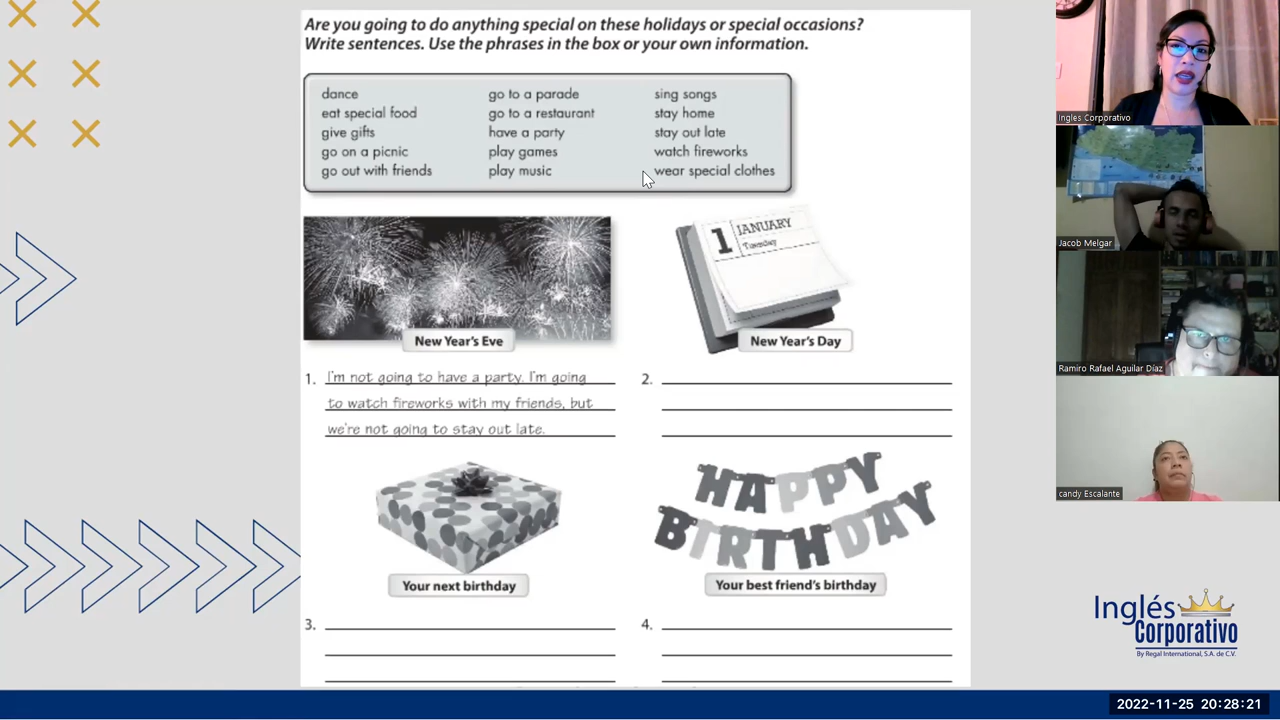 Are you going to do anything special on these holidays or special occasions?
Write sentences. Use the phrases in the box or your own information.
dance
eat special food
give gifts
go on a picnic
go out with friends
go to a parade
go to a restaurant
have a party
play games
play music
sing songs
stay home
stay out late
watch fireworks
wear special clothes
New Year's Eve
1 JANUARY
Tuesday
New Year's Day
1. I'm not going to have a party. I'm going
to watch fireworks with my friends, but
we're not going to stay out late.
2.
Your next birthday
HAPPY
BIRTHDAY
Your best friend's birthday
3.
4.
Inglés Corporativo
Jacob Melgar
Ramiro Rafael Aguilar Díaz
candy Escalante
Inglés
Corporativo
By Regal International, S.A. de C.V.
2022-11-25 20:28:21